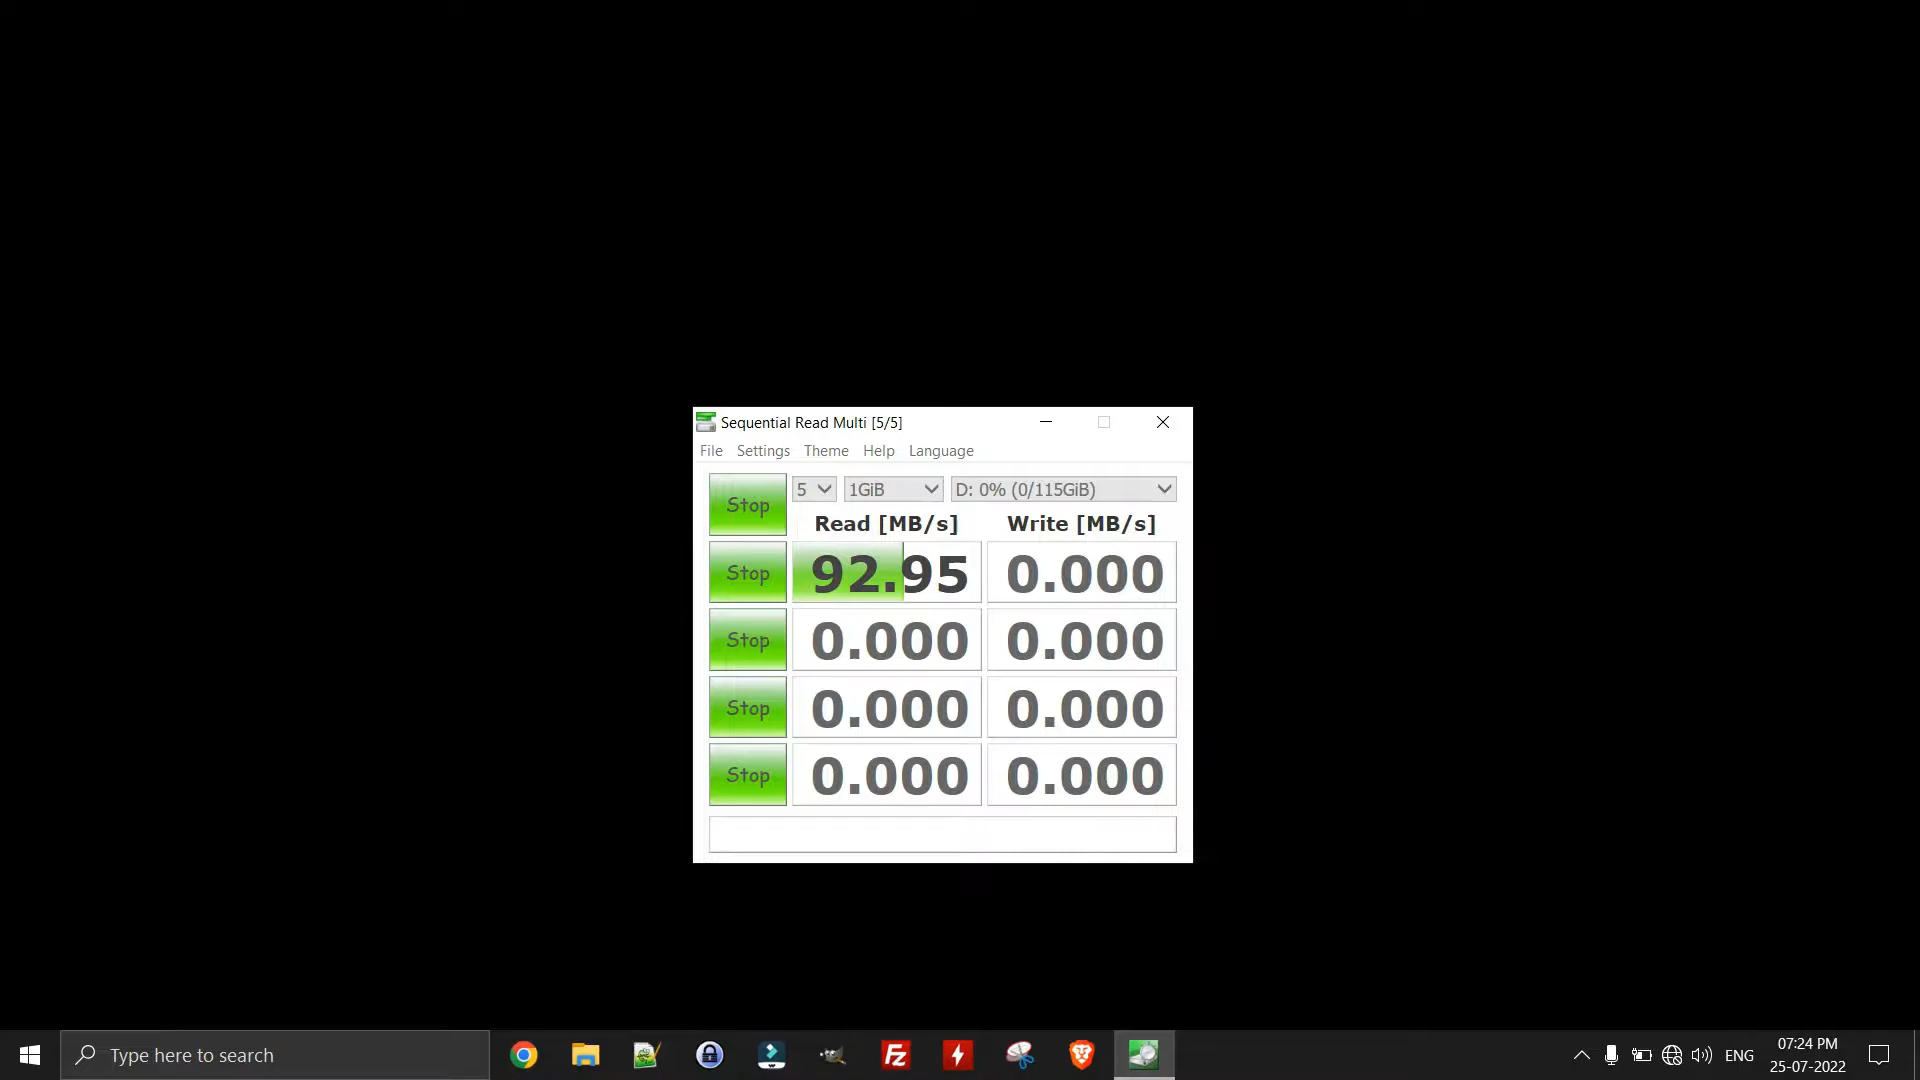 Sequential Read Multi [5/5]
File Settings Theme Help Language
Stop 5 1GiB D: 0% (0/115GiB)
Read [MB/s] Write [MB/s]
Stop 92.95 0.000
Stop 0.000 0.000
Stop 0.000 0.000
Stop 0.000 0.000
Type here to search
Fz
ENG
07:24 PM
25-07-2022